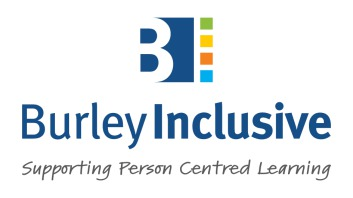 B
Burley Inclusive
Supporting Person Centred Learning